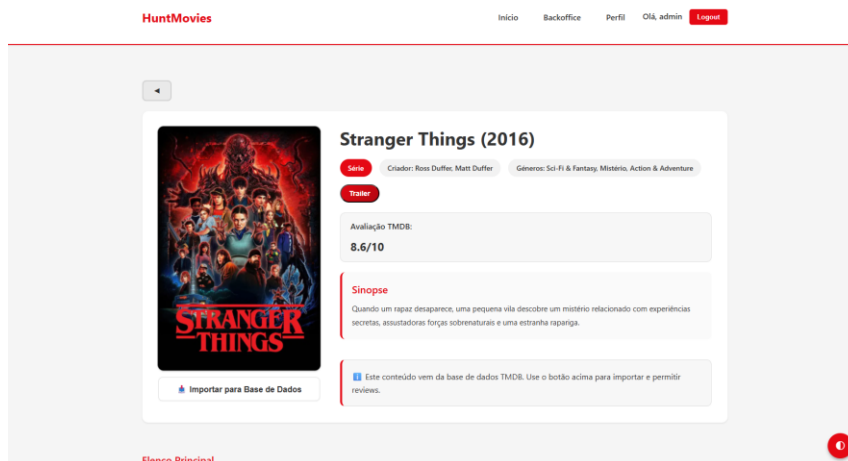 HuntMovies
Início
Backoffice
Perfil
Olá, admin
Logout
Stranger Things (2016)
Série
Criador: Ross Duffer, Matt Duffer
Géneros: Sci-Fi & Fantasy, Mistério, Action & Adventure
Trailer
Avaliação TMDB:
8.6/10
Sinopse
Quando um rapaz desaparece, uma pequena vila descobre um mistério relacionado com experiências
secretas, assustadoras forças sobrenaturais e uma estranha rapariga.
STRANGER
THINGS
Importar para Base de Dados
Este conteúdo vem da base de dados TMDB. Use o botão acima para importar e permitir
reviews.
Elenco Principal